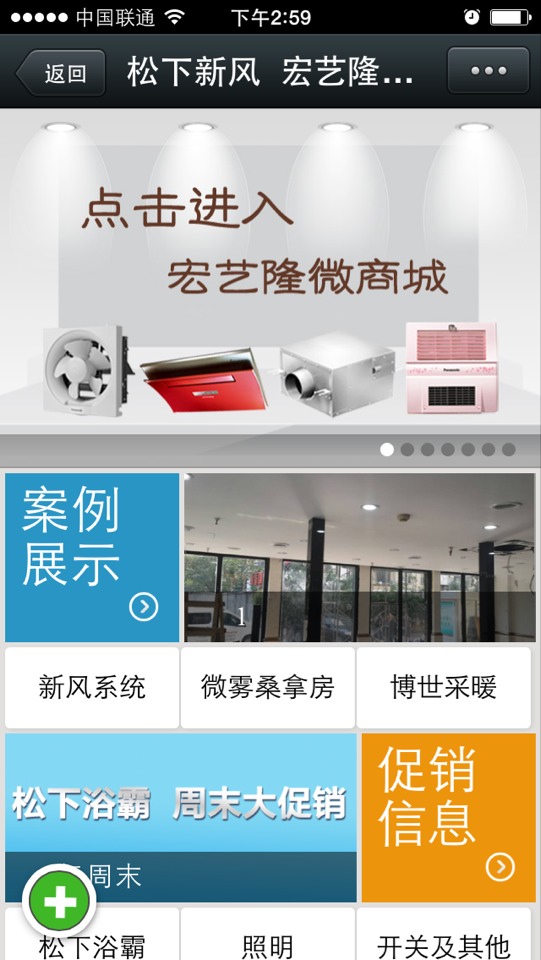 中国联通
下午2:59
返回
松下新风 宏艺隆...
点击进入
宏艺隆微商城
Panasonic
案例
展示
1
新风系统
微雾桑拿房
博世采暖
松下浴霸 周末大促销
周末
促销
信息
松下浴霸
照明
开关及其他